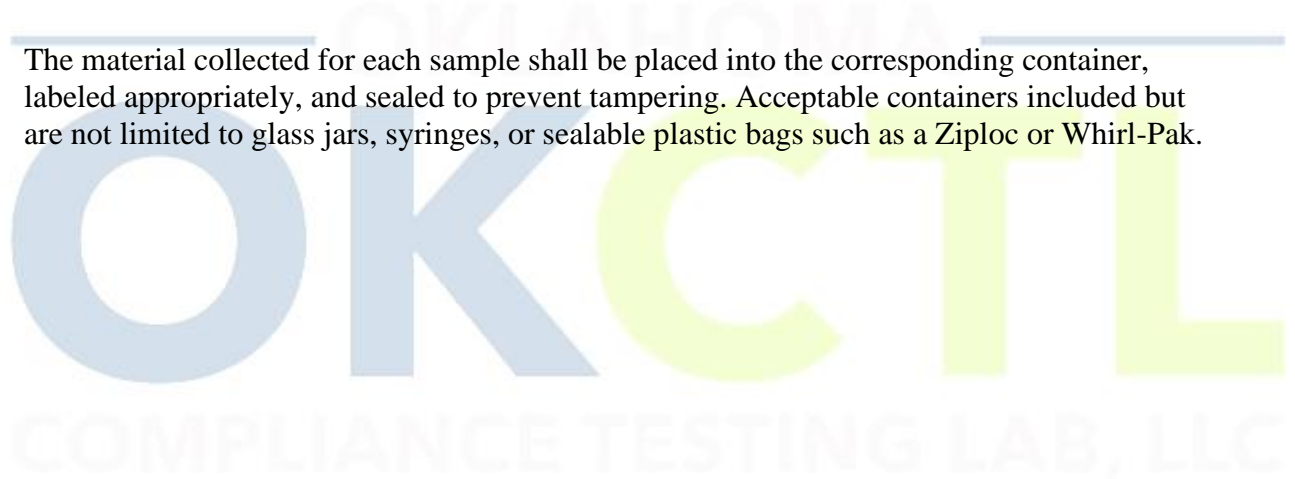 OKLAHOMA
The material collected for each sample shall be placed into the corresponding container,
labeled appropriately, and sealed to prevent tampering. Acceptable containers included but
are not limited to glass jars, syringes, or sealable plastic bags such as a Ziploc or Whirl-Pak.
OKCTL
COMPLIANCE TESTING LAB, LLC